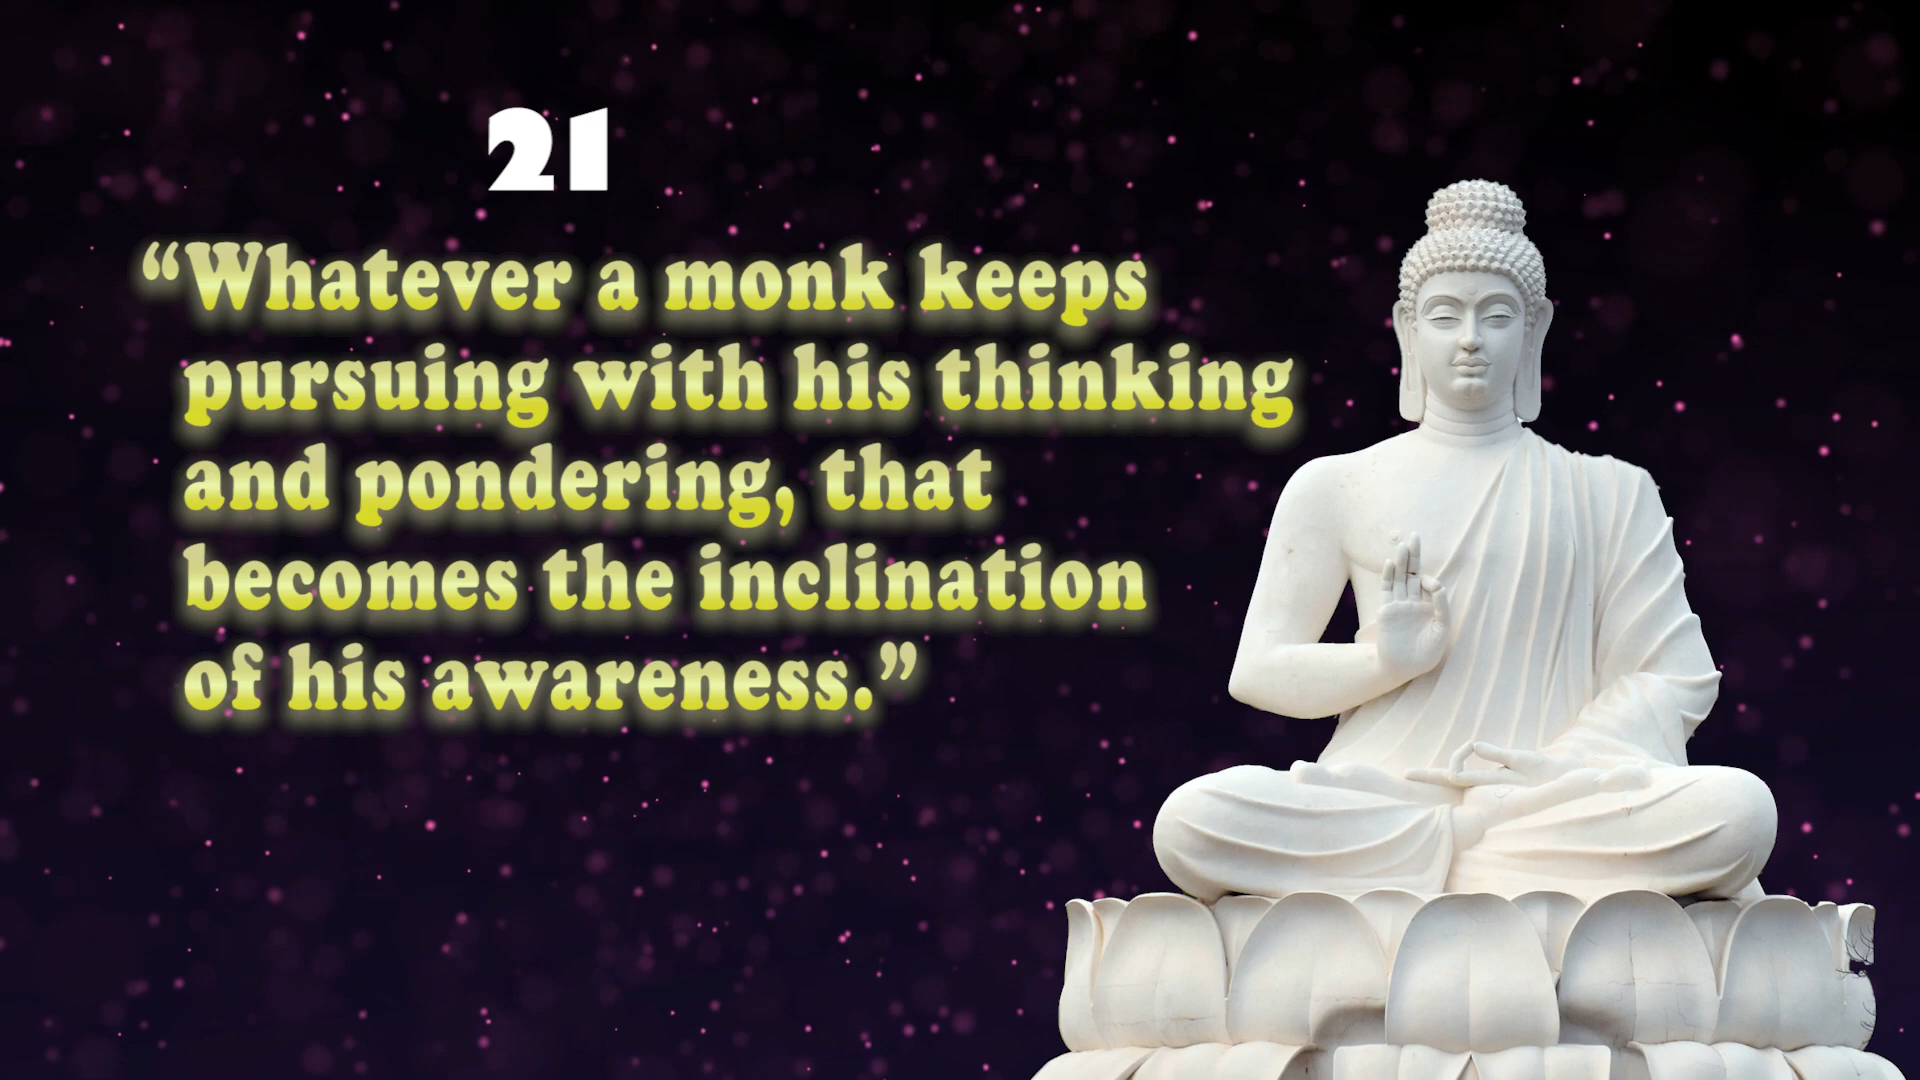 21
“Whatever a monk keeps
pursuing with his thinking
and pondering, that
becomes the inclination
of his awareness.”